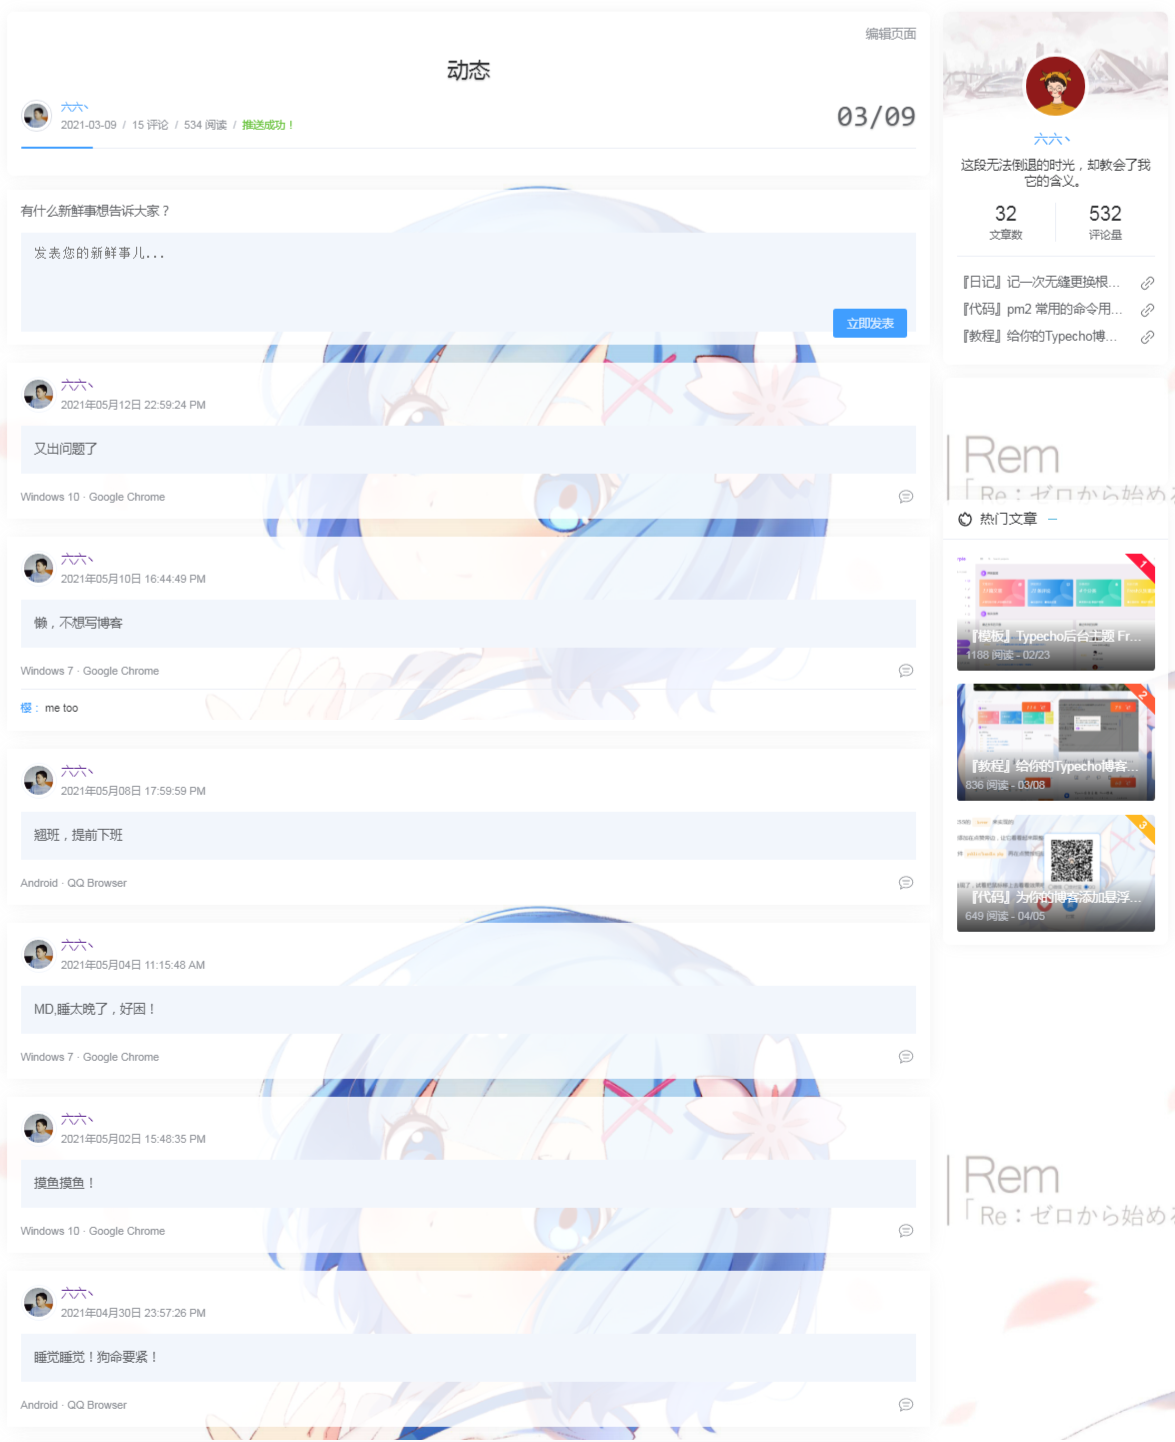 编辑页面
动态
六六丶
2021-03-09 / 15 评论 / 534 阅读 / 推送成功！
03/09
有什么新鲜事想告诉大家？
发表您的新鲜事儿...
立即发表
六六丶
2021年05月12日 22:59:24 PM
又出问题了
Windows 10 · Google Chrome
六六丶
2021年05月10日 16:44:49 PM
懒，不想写博客
Windows 7 · Google Chrome
樱： me too
六六丶
2021年05月08日 17:59:59 PM
翘班，提前下班
Android · QQ Browser
六六丶
2021年05月04日 11:15:48 AM
MD,睡太晚了，好困！
Windows 7 · Google Chrome
六六丶
2021年05月02日 15:48:35 PM
摸鱼摸鱼！
Windows 10 · Google Chrome
六六丶
2021年04月30日 23:57:26 PM
睡觉睡觉！狗命要紧！
Android · QQ Browser
六六丶
这段无法倒退的时光，却教会了我
它的含义。
32
文章数
532
评论量
『日记』记一次无缝更换根...
『代码』pm2 常用的命令用...
『教程』给你的Typecho博...
Rem
「Re：ゼロから始める
热门文章
1
『模板』Typecho后台主题 Fr...
1188 阅读 - 02/23
2
『教程』给你的Typecho博客...
836 阅读 - 03/08
3
『代码』为你的博客添加悬浮...
649 阅读 - 04/05
Rem
「Re：ゼロから始める